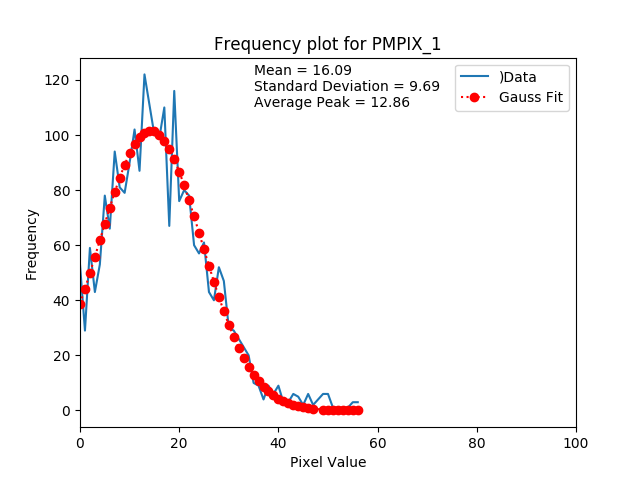 Frequency plot for PMPIX_1
Mean = 16.09
Standard Deviation = 9.69
Average Peak = 12.86
)Data
Gauss Fit
Frequency
120
100
80
60
40
20
0
0 20 40 60 80 100
Pixel Value